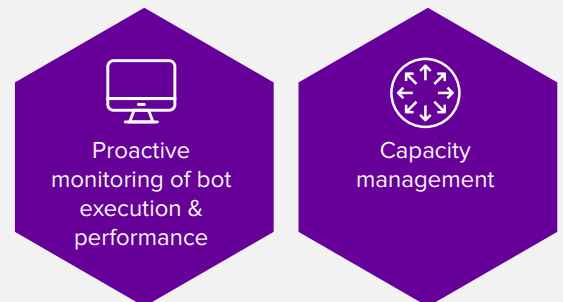 Proactive
monitoring of bot
execution &
performance
Capacity
management